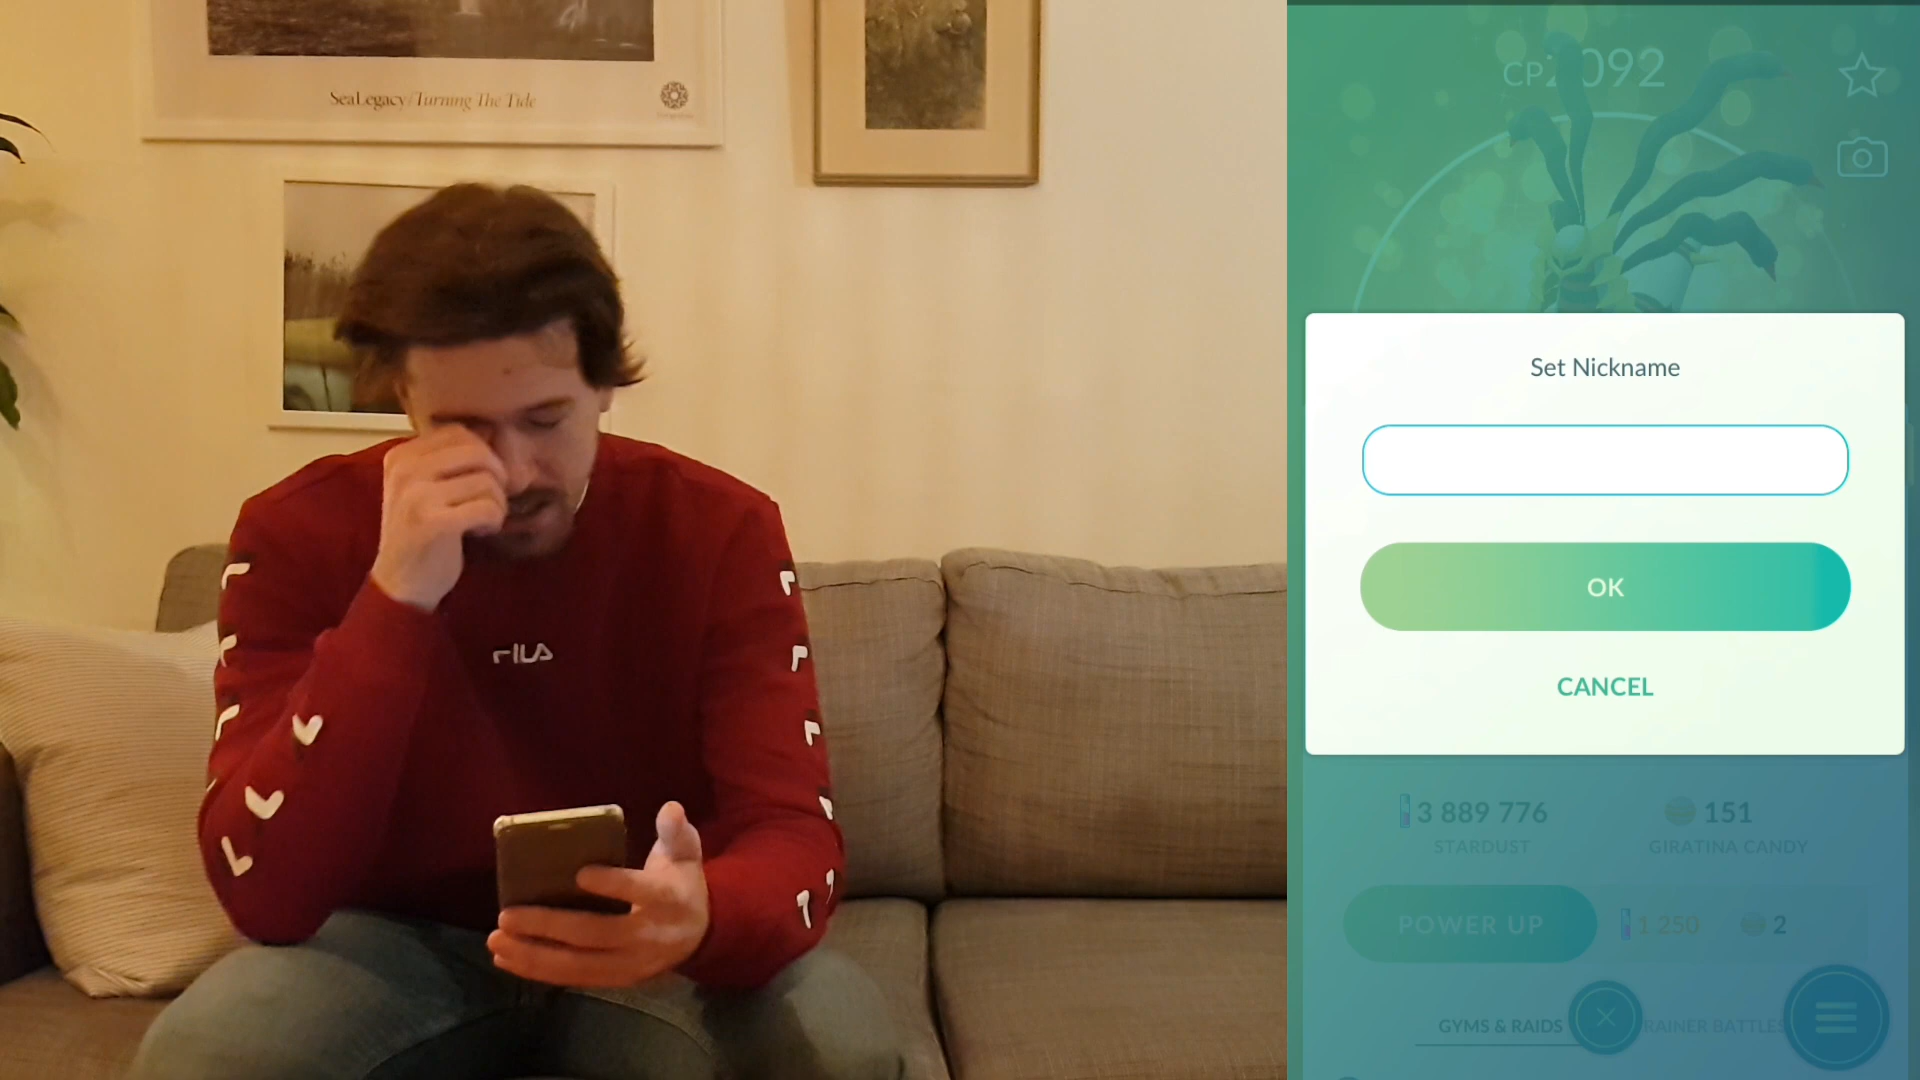 SeaLegacy/Turning The Tide
FILA
CP2092
Set Nickname
OK
CANCEL
3 889 776
STARDUST
151
GIRATINA CANDY
POWER UP
1 250
2
GYMS & RAIDS
TRAINER BATTLES